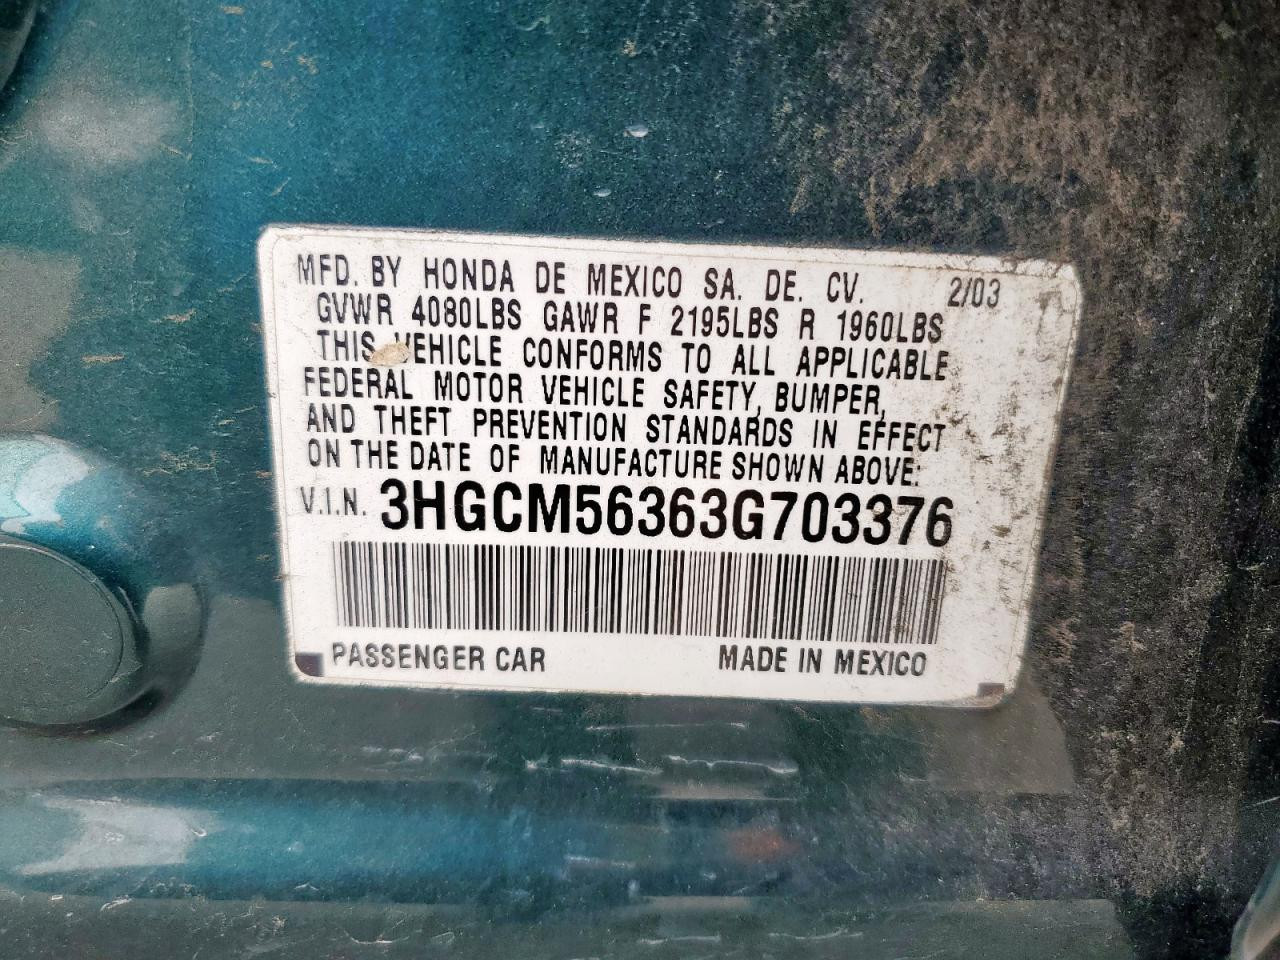 MFD. BY HONDA DE MEXICO SA. DE. CV. 2/03
GVWR 4080LBS GAWR F 2195LBS R 1960LBS
THIS VEHICLE CONFORMS TO ALL APPLICABLE
FEDERAL MOTOR VEHICLE SAFETY, BUMPER,
AND THEFT PREVENTION STANDARDS IN EFFECT
ON THE DATE OF MANUFACTURE SHOWN ABOVE:
V.I.N. 3HGCM56363G703376
PASSENGER CAR MADE IN MEXICO